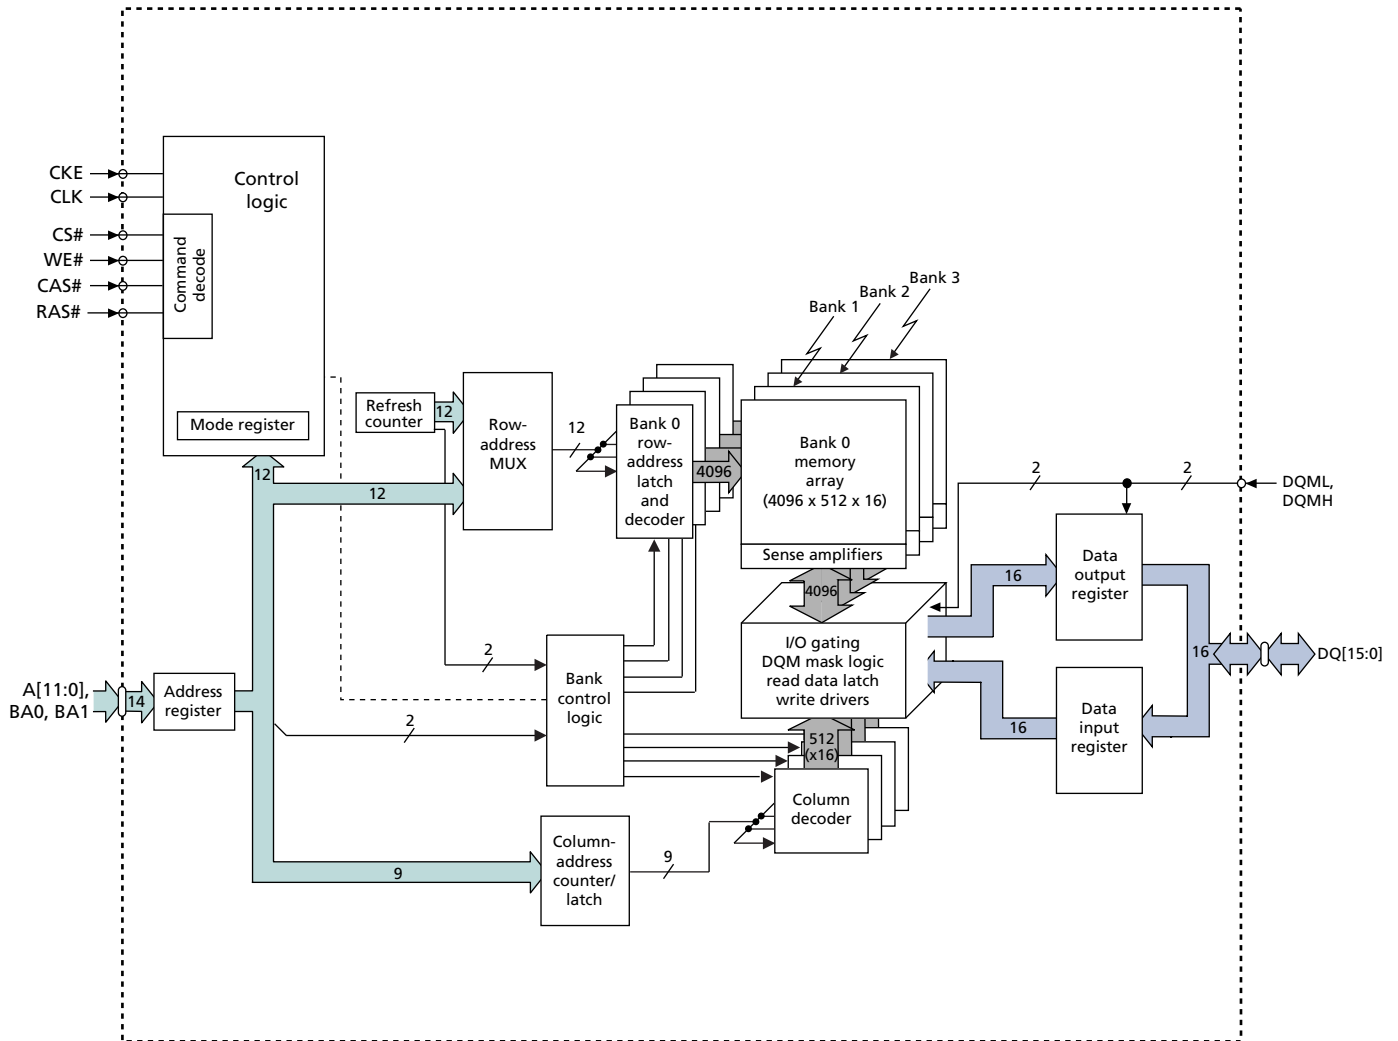 CKE
CLK
CS#
WE#
CAS#
RAS#
Control
logic
Command
decode
Mode register
12
Refresh
counter
12
12
Row-
address
MUX
12
Bank 0
row-
address
latch
and
decoder
4096
Bank 1
Bank 2
Bank 3
Bank 0
memory
array
(4096 x 512 x 16)
Sense amplifiers
4096
I/O gating
DQM mask logic
read data latch
write drivers
2
2
DQML,
DQMH
16
Data
output
register
16
DQ[15:0]
16
Data
input
register
A[11:0],
BA0, BA1
14
Address
register
2
2
Bank
control
logic
512
(x16)
Column
decoder
9
Column-
address
counter/
latch
9